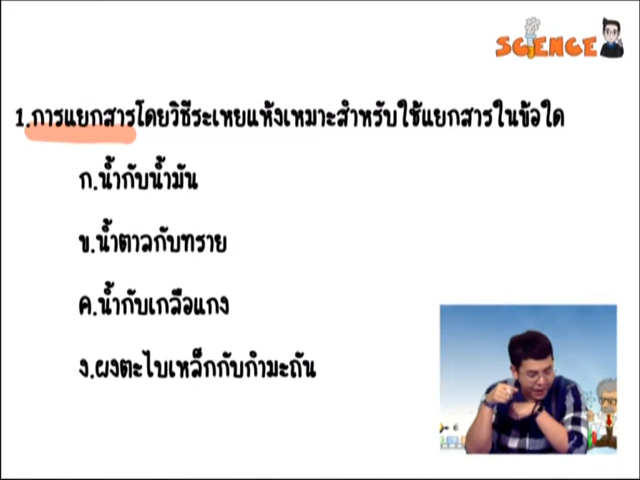 SCIENCE
1.การแยกสารโดยวิธีระเหยแห้งเหมาะสำหรับใช้แยกสารในข้อใด
ก.น้ำกับน้ำมัน
ข.น้ำตาลกับทราย
ค.น้ำกับเกลือแกง
ง.ผงตะไบเหล็กกับกำมะถัน